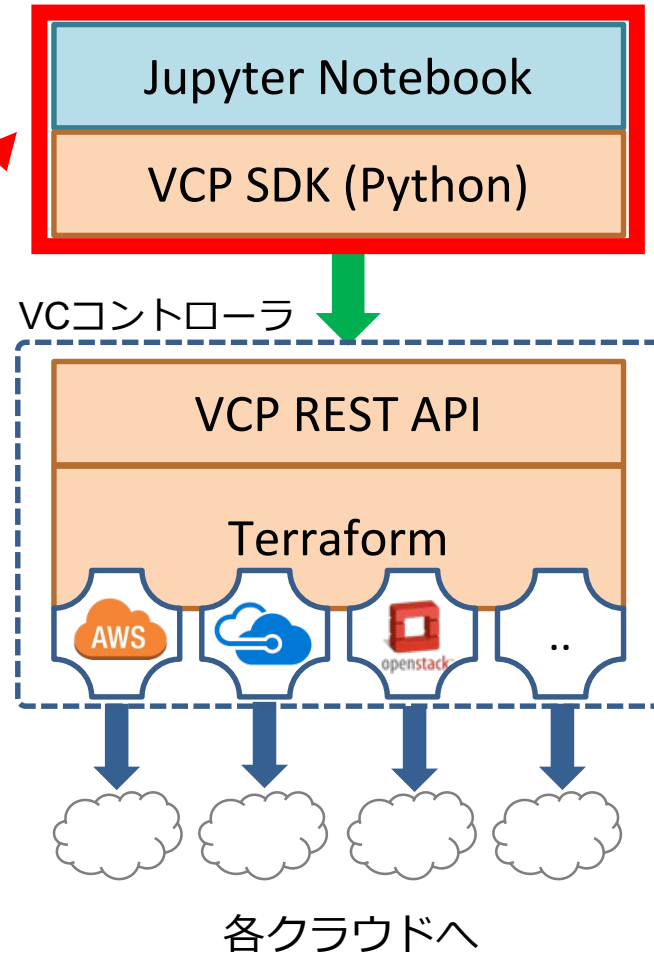 Jupyter Notebook
VCP SDK (Python)
VCコントローラ
VCP REST API
Terraform
AWS
openstack
..
各クラウドへ